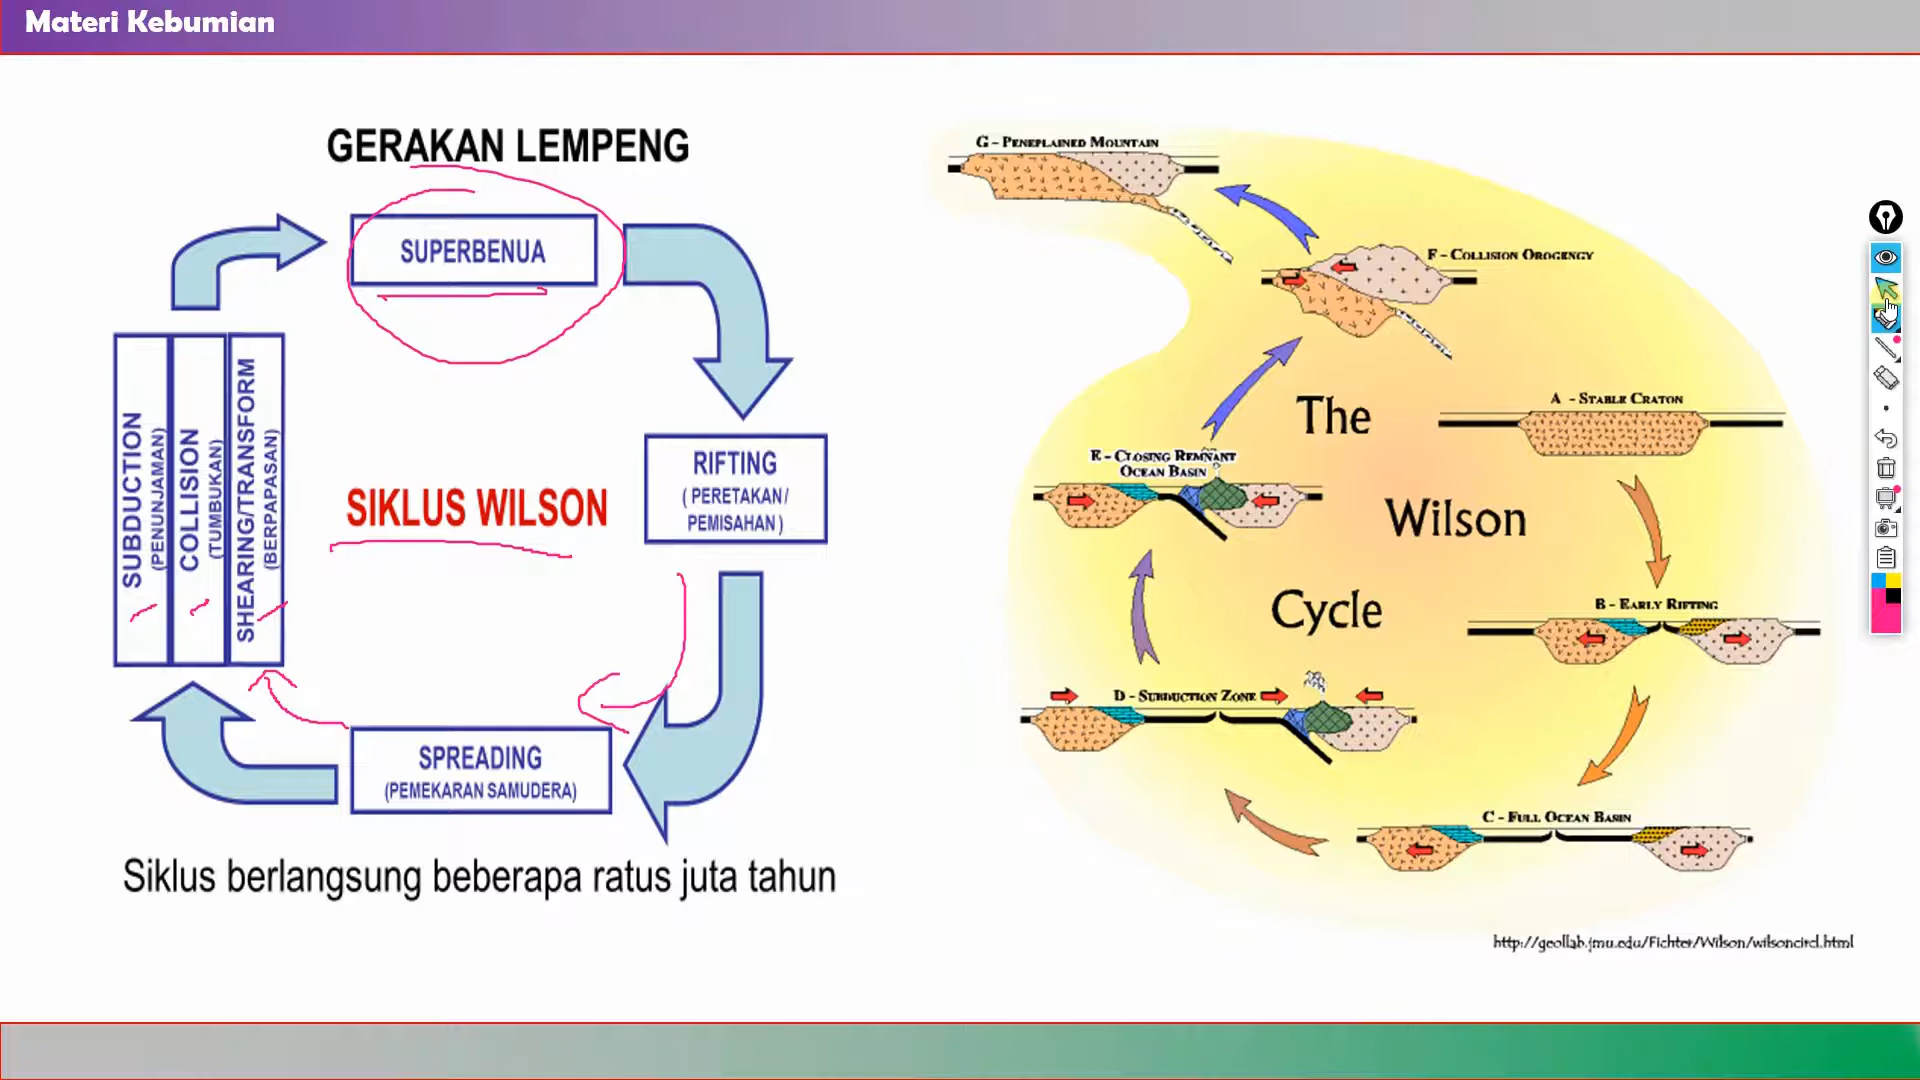 Materi Kebumian
GERAKAN LEMPENG
SUPERBENUA
SUBDUCTION
(PENUNJAMAN)
COLLISION
(TUMBUKAN)
SHEARING/TRANSFORM
(BERPAPASAN)
SIKLUS WILSON
RIFTING
( PERETAKAN /
PEMISAHAN )
SPREADING
(PEMEKARAN SAMUDERA)
Siklus berlangsung beberapa ratus juta tahun
G - PENEPLAINED MOUNTAIN
F - COLLISION OROGENGY
The
A - STABLE CRATON
E - CLOSING REMNANT
OCEAN BASIN
Wilson
B - EARLY RIFTING
Cycle
D - SUBDUCTION ZONE
C - FULL OCEAN BASIN
http://geollab.jmu.edu/Fichter/Wilson/wilsoncircl.html